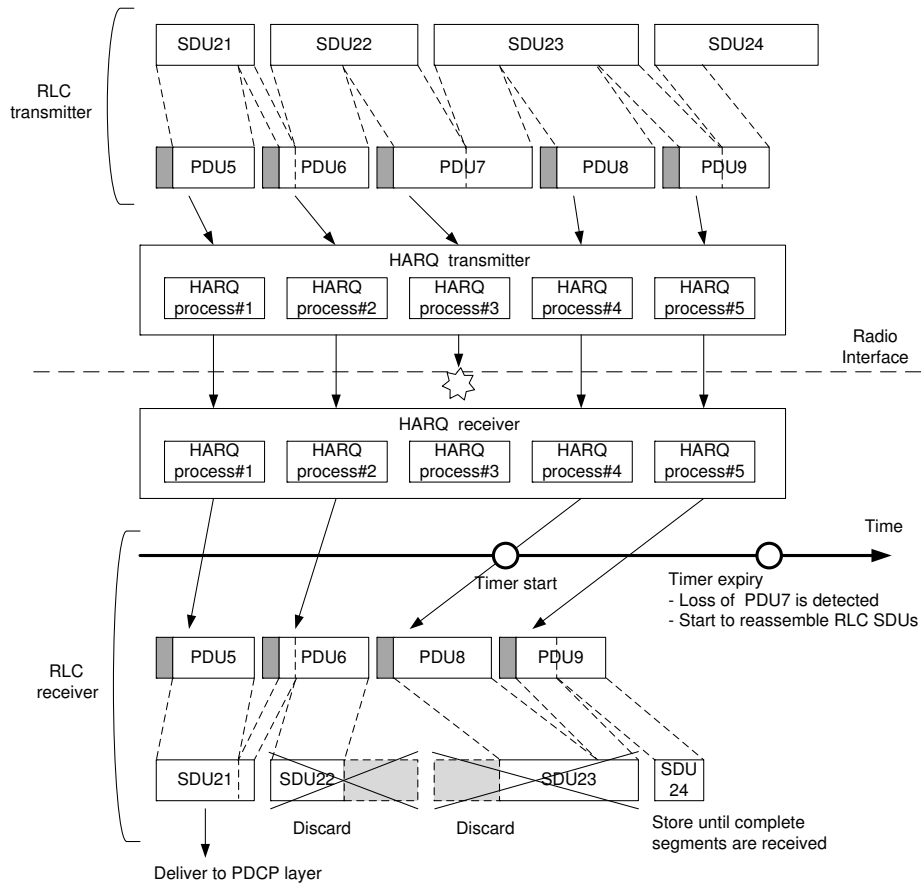 SDU21
SDU22
SDU23
SDU24
RLC
transmitter
PDU5
PDU6
PDU7
PDU8
PDU9
HARQ transmitter
HARQ
process#1
HARQ
process#2
HARQ
process#3
HARQ
process#4
HARQ
process#5
Radio
Interface
HARQ receiver
HARQ
process#1
HARQ
process#2
HARQ
process#3
HARQ
process#4
HARQ
process#5
Time
Timer start
Timer expiry
- Loss of PDU7 is detected
- Start to reassemble RLC SDUs
RLC
receiver
PDU5
PDU6
PDU8
PDU9
SDU21
SDU22
SDU23
SDU
24
Discard
Discard
Store until complete
segments are received
Deliver to PDCP layer